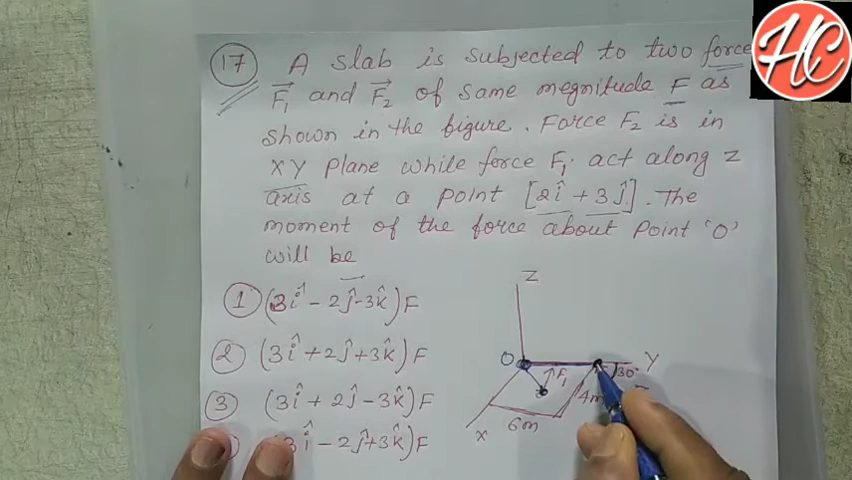 HC
17 A slab is subjected to two force
F₁ and F₂ of same megnitude F as
shown in the figure. Force F₂ is in
XY plane while force F₁ act along z
axis at a point [2î + 3ĵ]. The
moment of the force about point 'O'
will be
1 (3î - 2ĵ - 3k̂)F
2 (3î + 2ĵ + 3k̂)F
3 (3î + 2ĵ - 3k̂)F
3î - 2ĵ + 3k̂)F
Z
O
F₁
Y
30°
4m
6m
X